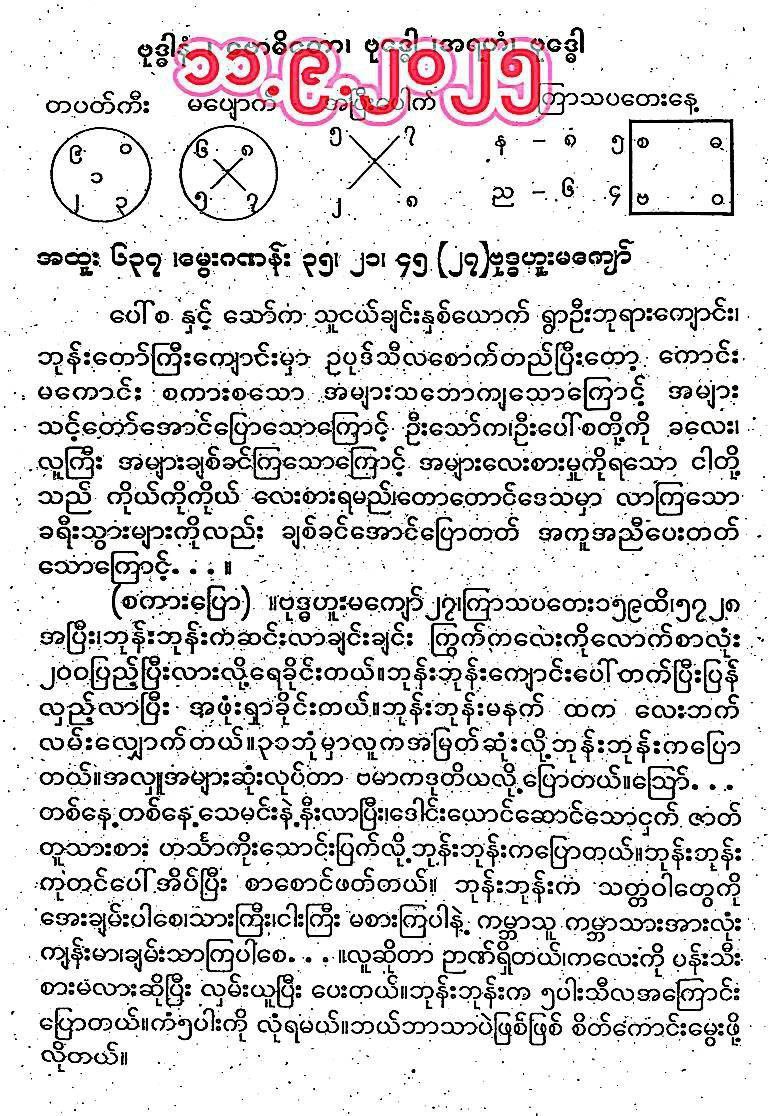 ဗုဒ္ဓါနံ ၊ ဗောဓိတော၊ ဗုဒ္ဓေါ ၊အရဟံ၊ ဗုဒ္ဓေါ
၁၁.၉.၂၀၂၅
တပတ်ကီး မပျောက် အပြီးပေါက် ကြာသပတေးနေ့
၉ ၀ ၆ ၈ ၅ ၇ န – ၈ ၅ စ ဓ
၁
၂ ၃ ၅ ၇ ၂ ၈ ည – ၆ ၄ ဗ ဝ
အထူး ၆၃၇ ၊မွေးဂဏန်း ၃၅၊ ၂၁၊ ၄၅ (၂၇)ဗုဒ္ဓဟူးမကျော်
ပေါ်စ နှင့် သော်က သူငယ်ချင်းနှစ်ယောက် ရွာဦးဘုရားကျောင်း၊
ဘုန်းတော်ကြီးကျောင်းမှာ ဥပုဒ်သီလစောက်တည်ပြီးတော့ ကောင်း
မကောင်း စကားစသော အများသဘောကျသောကြောင့် အများ
သင့်တော်အောင်ပြောသောကြောင့် ဦးသော်က၊ဦးပေါ်စတို့ကို ခလေး၊
လူကြီး အများချစ်ခင်ကြသောကြောင့် အများလေးစားမှုကိုရသော ငါတို့
သည် ကိုယ်ကိုကိုယ် လေးစားရမည်၊တောတောင်ဒေသမှာ လာကြသော
ခရီးသွားများကိုလည်း ချစ်ခင်အောင်ပြောတတ် အကူအညီပေးတတ်
သောကြောင့်. . . ။
(စကားပြော) ။ဗုဒ္ဓဟူးမကျော်၂၇၊ကြာသပတေး၁၅၉ထိ၊၅၇၂၈
အပြီး၊ဘုန်းဘုန်းကဆင်းလာချင်းချင်း ကြွက်ကလေးကိုလောက်စာလုံး
၂၀၀ပြည့်ပြီးလားလို့ရေခိုင်းတယ်။ဘုန်းဘုန်းကျောင်းပေါ်တက်ပြီးပြန်
လှည့်လာပြီး အဖုံးရှာခိုင်းတယ်။ဘုန်းဘုန်းမနက် ထက လေးဘက်
လမ်းလျှောက်တယ်။၃၁ဘုံမှာလူကအမြတ်ဆုံးလို့ဘုန်းဘုန်းကပြော
တယ်။အလှူအများဆုံးလုပ်တာ ဗမာကဒုတိယလို့ပြောတယ်။သြော်. . .
တစ်နေ့တစ်နေ့သေမင်းနဲ့နီးလာပြီး၊ဒေါင်းယောင်ဆောင်သောငှက် ဇာတ်
တူသားစား ဟင်္သာကိုးသောင်းပြက်လို့ဘုန်းဘုန်းကပြောတယ်။ဘုန်းဘုန်း
ကုတင်ပေါ်အိပ်ပြီး စာစောင်ဖတ်တယ်။ ဘုန်းဘုန်းက သတ္တဝါတွေကို
အေးချမ်းပါစေ၊သားကြီး၊ငါးကြီး မစားကြပါနဲ့ ကမ္ဘာသူ ကမ္ဘာသားအားလုံး
ကျန်းမာ၊ချမ်းသာကြပါစေ. . . ။လူဆိုတာ ဉာဏ်ရှိတယ်၊ကလေးကို ပန်းသီး
စားမလားဆိုပြီး လှမ်းယူပြီး ပေးတယ်။ဘုန်းဘုန်းက ၅ပါးသီလအကြောင်း
ပြောတယ်။ကံ၅ပါးကို လုံရမယ်။ဘယ်ဘာသာပဲဖြစ်ဖြစ် စိတ်ကောင်းမွေးဖို့
လိုတယ်။